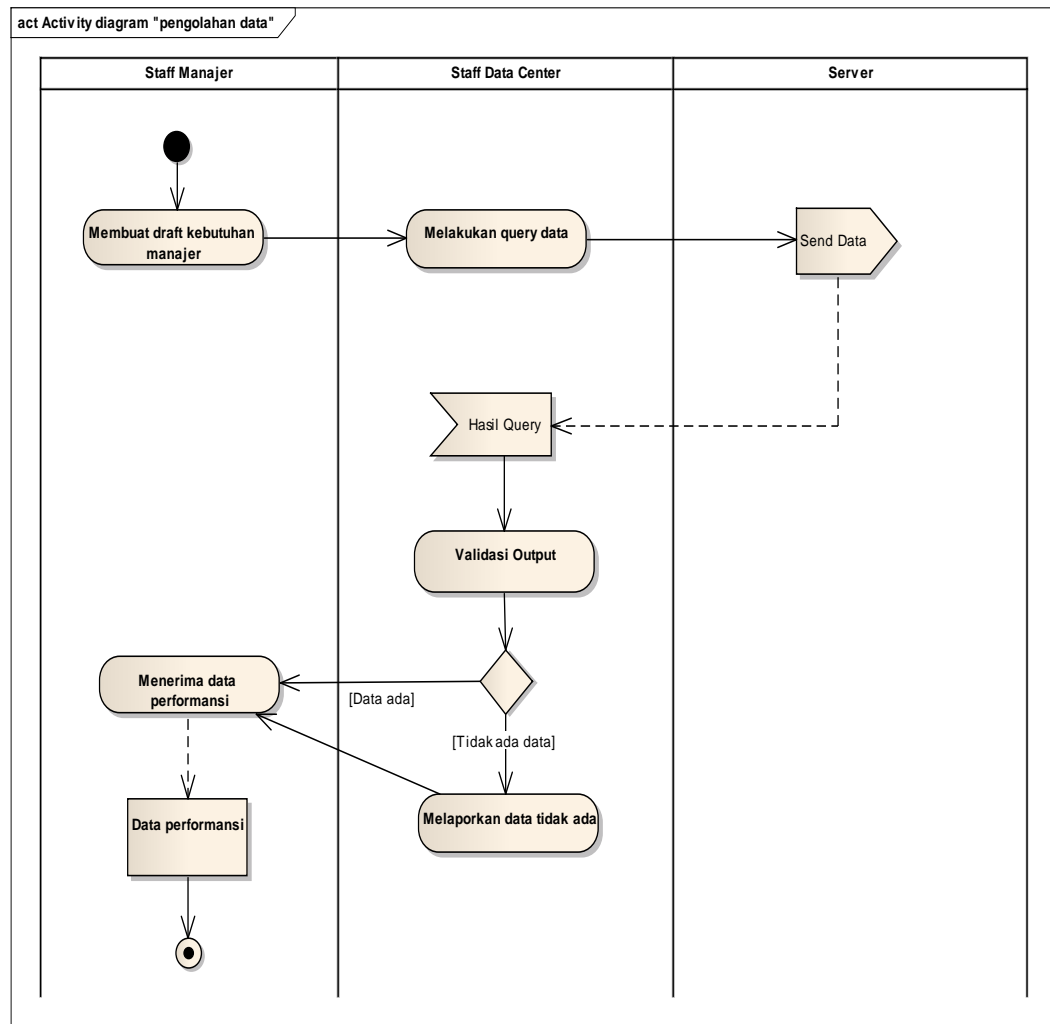 act Activity diagram "pengolahan data"
Staff Manajer
Staff Data Center
Server
Membuat draft kebutuhan
manajer
Melakukan query data
Send Data
Hasil Query
Validasi Output
Menerima data
performansi
[Data ada]
[Tidak ada data]
Data performansi
Melaporkan data tidak ada